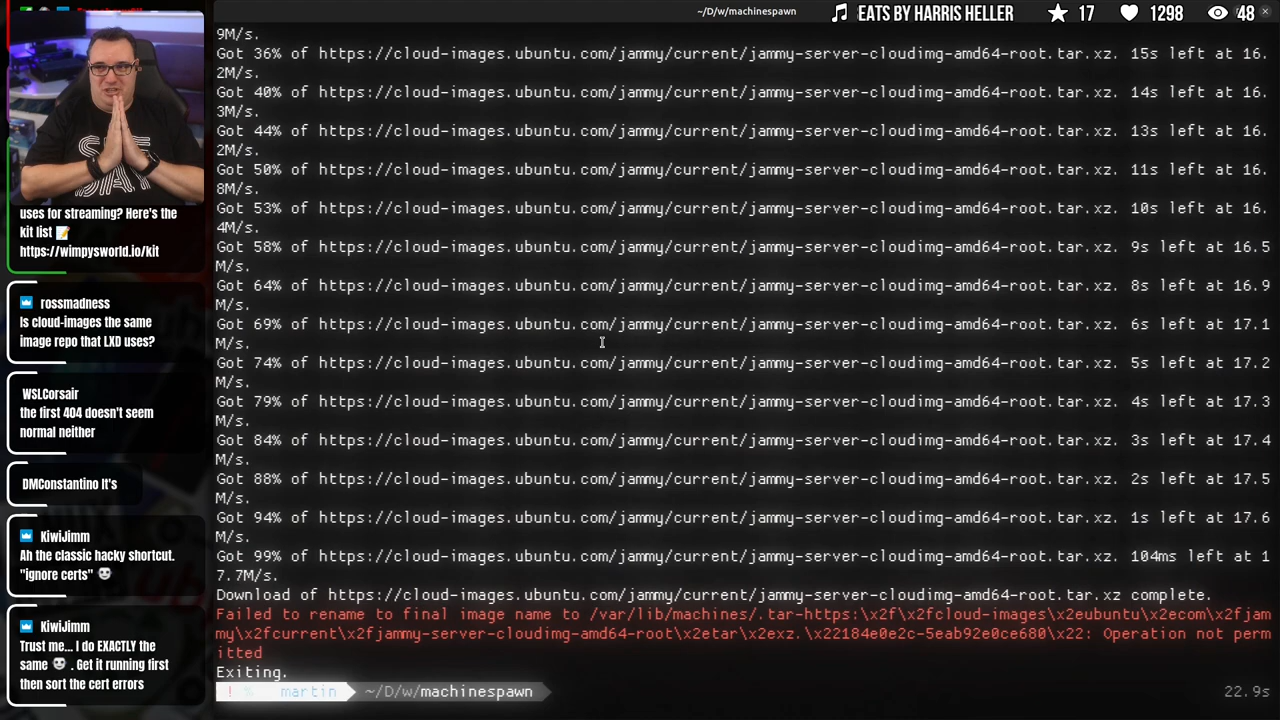 ~/D/w/machinespawn
EATS BY HARRIS HELLER
17
1298
48
9M/s.
Got 36% of https://cloud-images.ubuntu.com/jammy/current/jammy-server-cloudimg-amd64-root.tar.xz. 15s left at 16.
2M/s.
Got 40% of https://cloud-images.ubuntu.com/jammy/current/jammy-server-cloudimg-amd64-root.tar.xz. 14s left at 16.
3M/s.
Got 44% of https://cloud-images.ubuntu.com/jammy/current/jammy-server-cloudimg-amd64-root.tar.xz. 13s left at 16.
2M/s.
Got 50% of https://cloud-images.ubuntu.com/jammy/current/jammy-server-cloudimg-amd64-root.tar.xz. 11s left at 16.
8M/s.
Got 53% of https://cloud-images.ubuntu.com/jammy/current/jammy-server-cloudimg-amd64-root.tar.xz. 10s left at 16.
4M/s.
Got 58% of https://cloud-images.ubuntu.com/jammy/current/jammy-server-cloudimg-amd64-root.tar.xz. 9s left at 16.5
M/s.
Got 64% of https://cloud-images.ubuntu.com/jammy/current/jammy-server-cloudimg-amd64-root.tar.xz. 8s left at 16.9
M/s.
Got 69% of https://cloud-images.ubuntu.com/jammy/current/jammy-server-cloudimg-amd64-root.tar.xz. 6s left at 17.1
M/s.
Got 74% of https://cloud-images.ubuntu.com/jammy/current/jammy-server-cloudimg-amd64-root.tar.xz. 5s left at 17.2
M/s.
Got 79% of https://cloud-images.ubuntu.com/jammy/current/jammy-server-cloudimg-amd64-root.tar.xz. 4s left at 17.3
M/s.
Got 84% of https://cloud-images.ubuntu.com/jammy/current/jammy-server-cloudimg-amd64-root.tar.xz. 3s left at 17.4
M/s.
Got 88% of https://cloud-images.ubuntu.com/jammy/current/jammy-server-cloudimg-amd64-root.tar.xz. 2s left at 17.5
M/s.
Got 94% of https://cloud-images.ubuntu.com/jammy/current/jammy-server-cloudimg-amd64-root.tar.xz. 1s left at 17.6
M/s.
Got 99% of https://cloud-images.ubuntu.com/jammy/current/jammy-server-cloudimg-amd64-root.tar.xz. 104ms left at 1
7.7M/s.
Download of https://cloud-images.ubuntu.com/jammy/current/jammy-server-cloudimg-amd64-root.tar.xz complete.
Failed to rename to final image name to /var/lib/machines/.tar-https:\x2f\x2fcloud-images\x2eubuntu\x2ecom\x2fjam
my\x2fcurrent\x2fjammy-server-cloudimg-amd64-root\x2etar\x2exz.\x22184e0e2c-5eab92e0ce680\x22: Operation not perm
itted
Exiting.
! % martin ~/D/w/machinespawn 22.9s
uses for streaming? Here's the
kit list
https://wimpysworld.io/kit
rossmadness
Is cloud-images the same
image repo that LXD uses?
WSLCorsair
the first 404 doesn't seem
normal neither
DMConstantino It's
KiwiJimm
Ah the classic hacky shortcut.
"ignore certs"
KiwiJimm
Trust me... I do EXACTLY the
same . Get it running first
then sort the cert errors